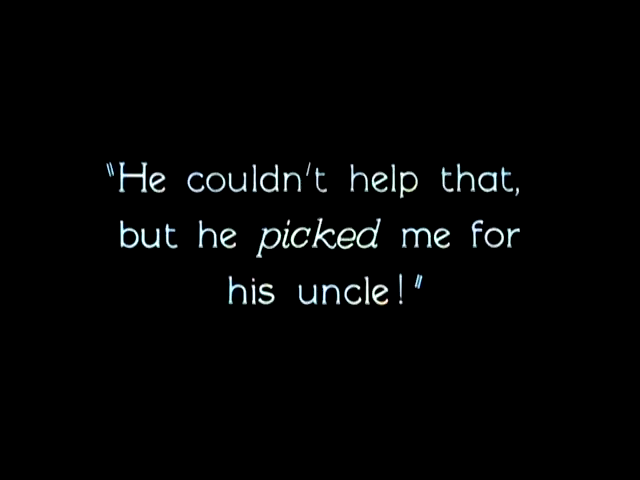 "He couldn't help that,
but he picked me for
his uncle!"